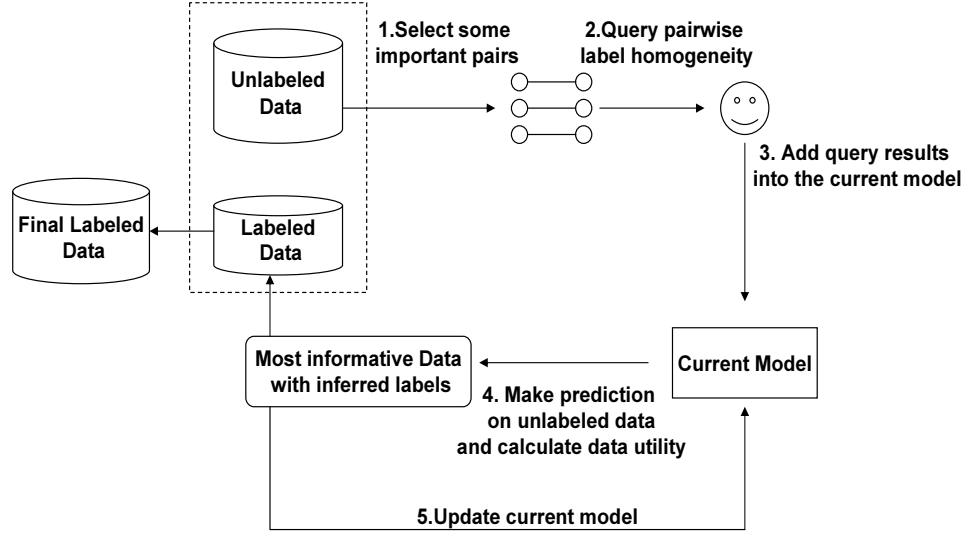 1.Select some
important pairs
2.Query pairwise
label homogeneity
Unlabeled
Data
3. Add query results
into the current model
Final Labeled
Data
Labeled
Data
Most informative Data
with inferred labels
Current Model
4. Make prediction
on unlabeled data
and calculate data utility
5.Update current model